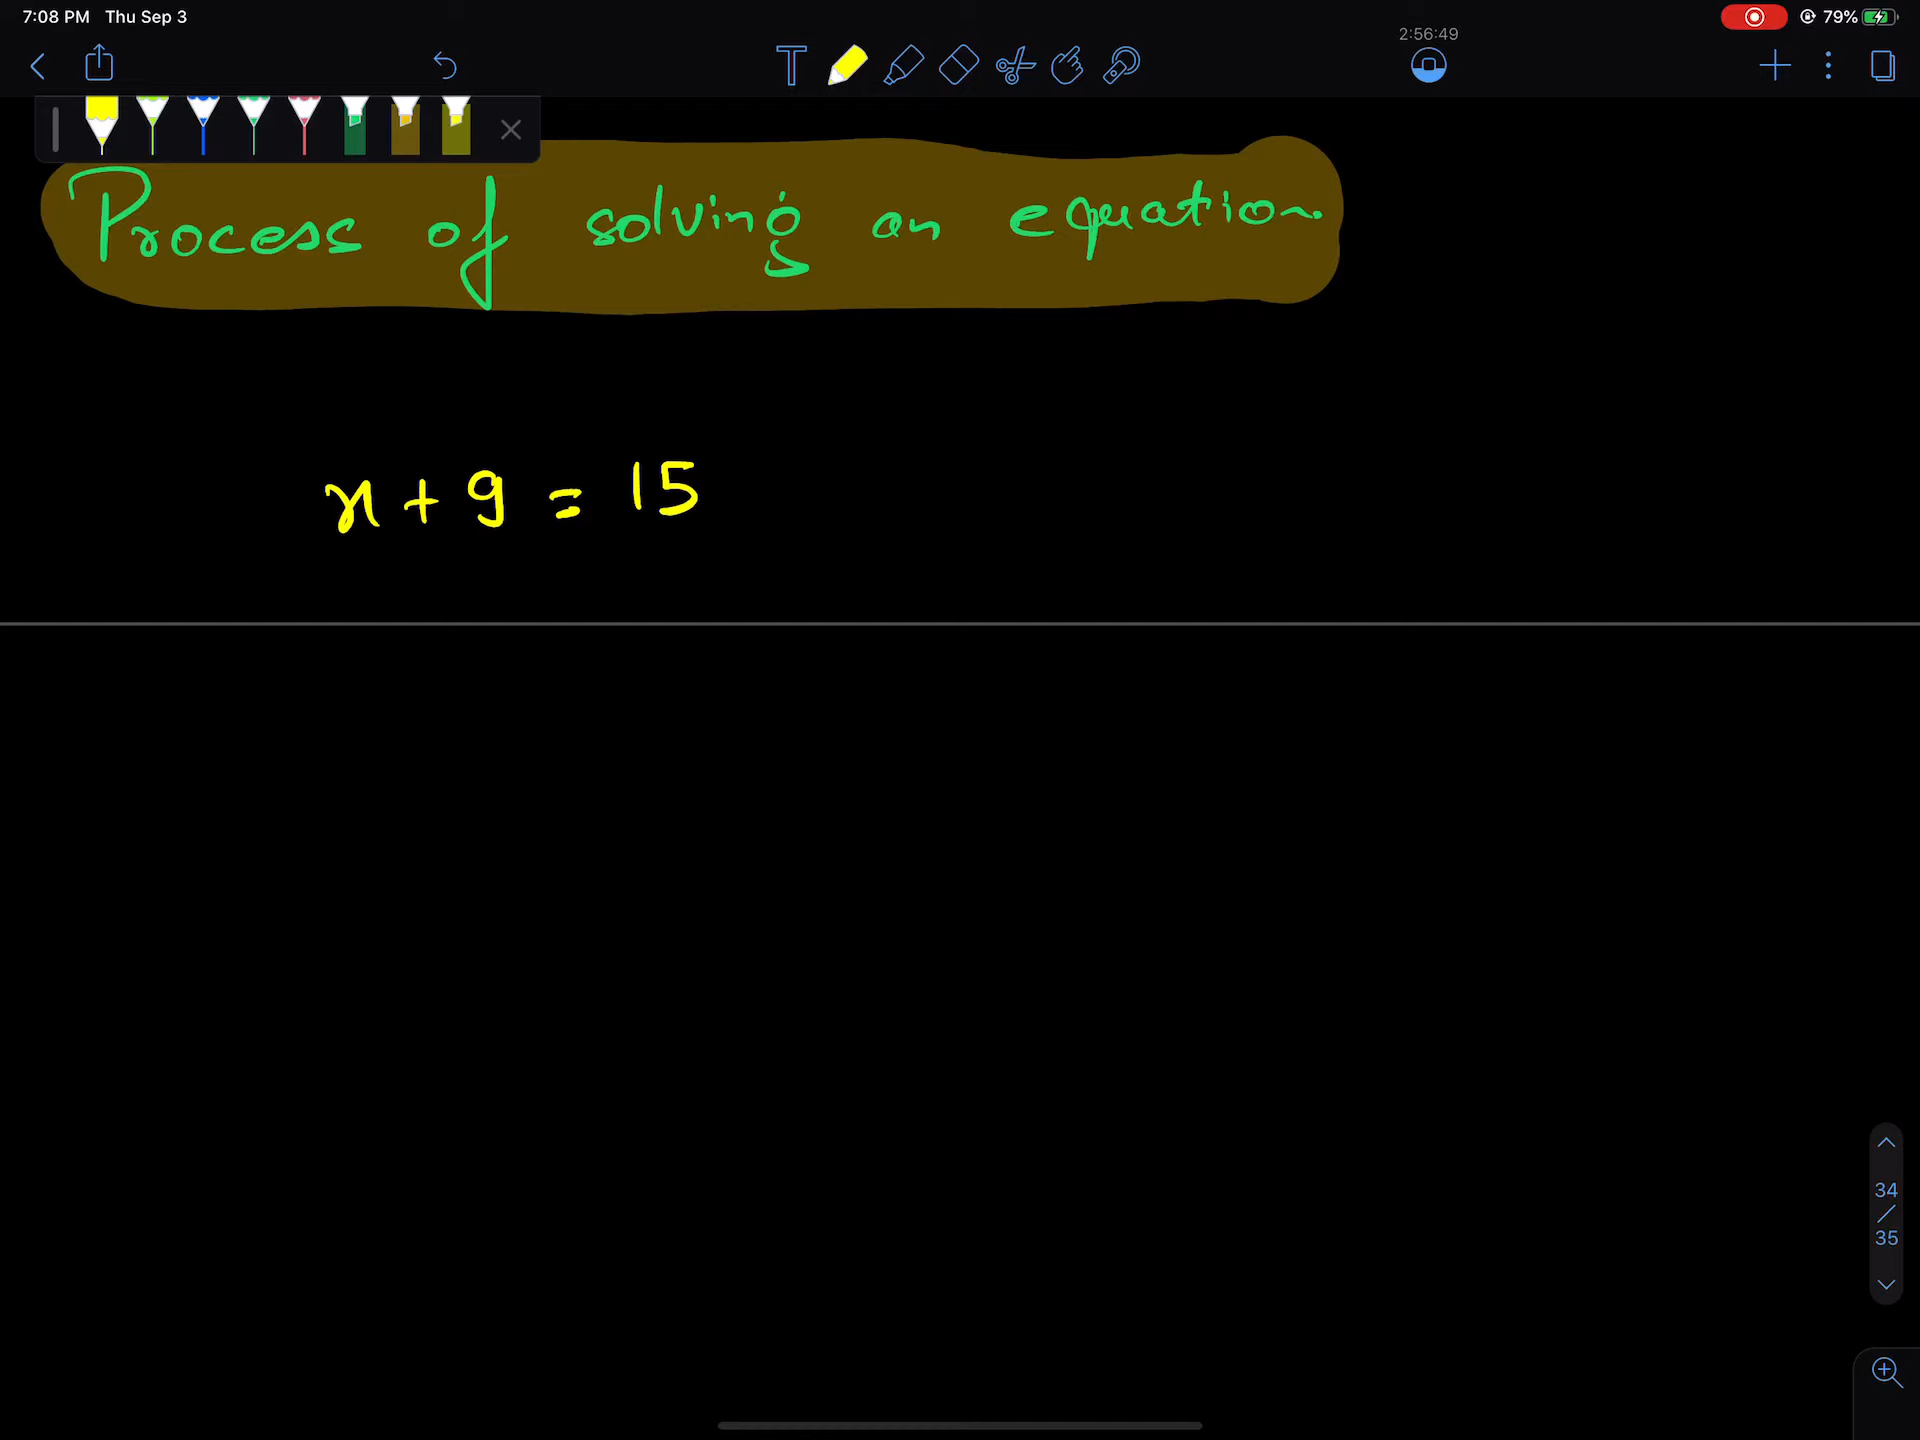 7:08 PM Thu Sep 3
79%
2:56:49
Process of solving an equation.
x + 9 = 15
34
/
35